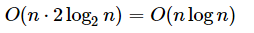 O(n · 2 log₂ n) = O(n log n)